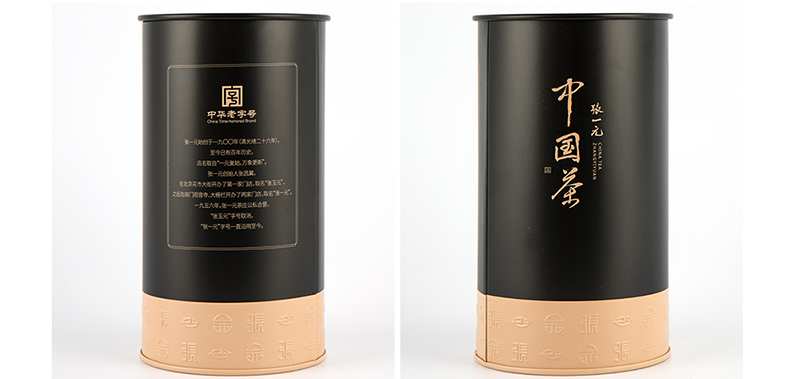 中华老字号
China Time-honored Brand
张一元始创于一九〇〇年(清光绪二十六年),
至今已有百年历史,
店名取自“一元复始,万象更新”。
张一元创始人张昌翼,
在北京花市大街开办了第一家门店,取名“张玉元”,
之后在前门观音寺、大栅栏开办了两家门店,取名“张一元”。
一九五六年,张一元茶庄公私合营,
“张玉元”字号取消,
“张一元”字号一直沿用至今。
中国茶
张一元
CHINA TEA
ZHANGYIYUAN